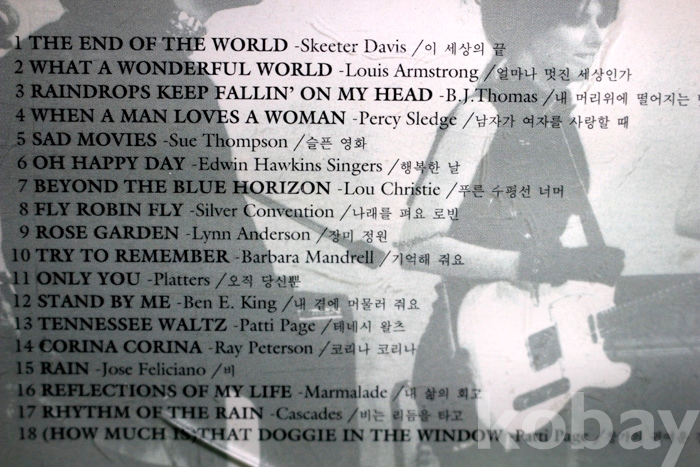 1 THE END OF THE WORLD -Skeeter Davis /이 세상의 끝
2 WHAT A WONDERFUL WORLD -Louis Armstrong /얼마나 멋진 세상인가
3 RAINDROPS KEEP FALLIN' ON MY HEAD -B.J.Thomas /내 머리위에 떨어지는
4 WHEN A MAN LOVES A WOMAN -Percy Sledge /남자가 여자를 사랑할 때
5 SAD MOVIES -Sue Thompson /슬픈 영화
6 OH HAPPY DAY -Edwin Hawkins Singers /행복한 날
7 BEYOND THE BLUE HORIZON -Lou Christie /푸른 수평선 너머
8 FLY ROBIN FLY -Silver Convention /나래를 펴요 로빈
9 ROSE GARDEN -Lynn Anderson /장미 정원
10 TRY TO REMEMBER -Barbara Mandrell /기억해 줘요
11 ONLY YOU -Platters /오직 당신뿐
12 STAND BY ME -Ben E. King /내 곁에 머물러 줘요
13 TENNESSEE WALTZ -Patti Page /테네시 왈츠
14 CORINA CORINA -Ray Peterson /코리나 코리나
15 RAIN -Jose Feliciano /비
16 REFLECTIONS OF MY LIFE -Marmalade /내 삶의 회고
17 RHYTHM OF THE RAIN -Cascades /비는 리듬을 타고
18 (HOW MUCH IS)THAT DOGGIE IN THE WINDOW -Patti Page /
kobay